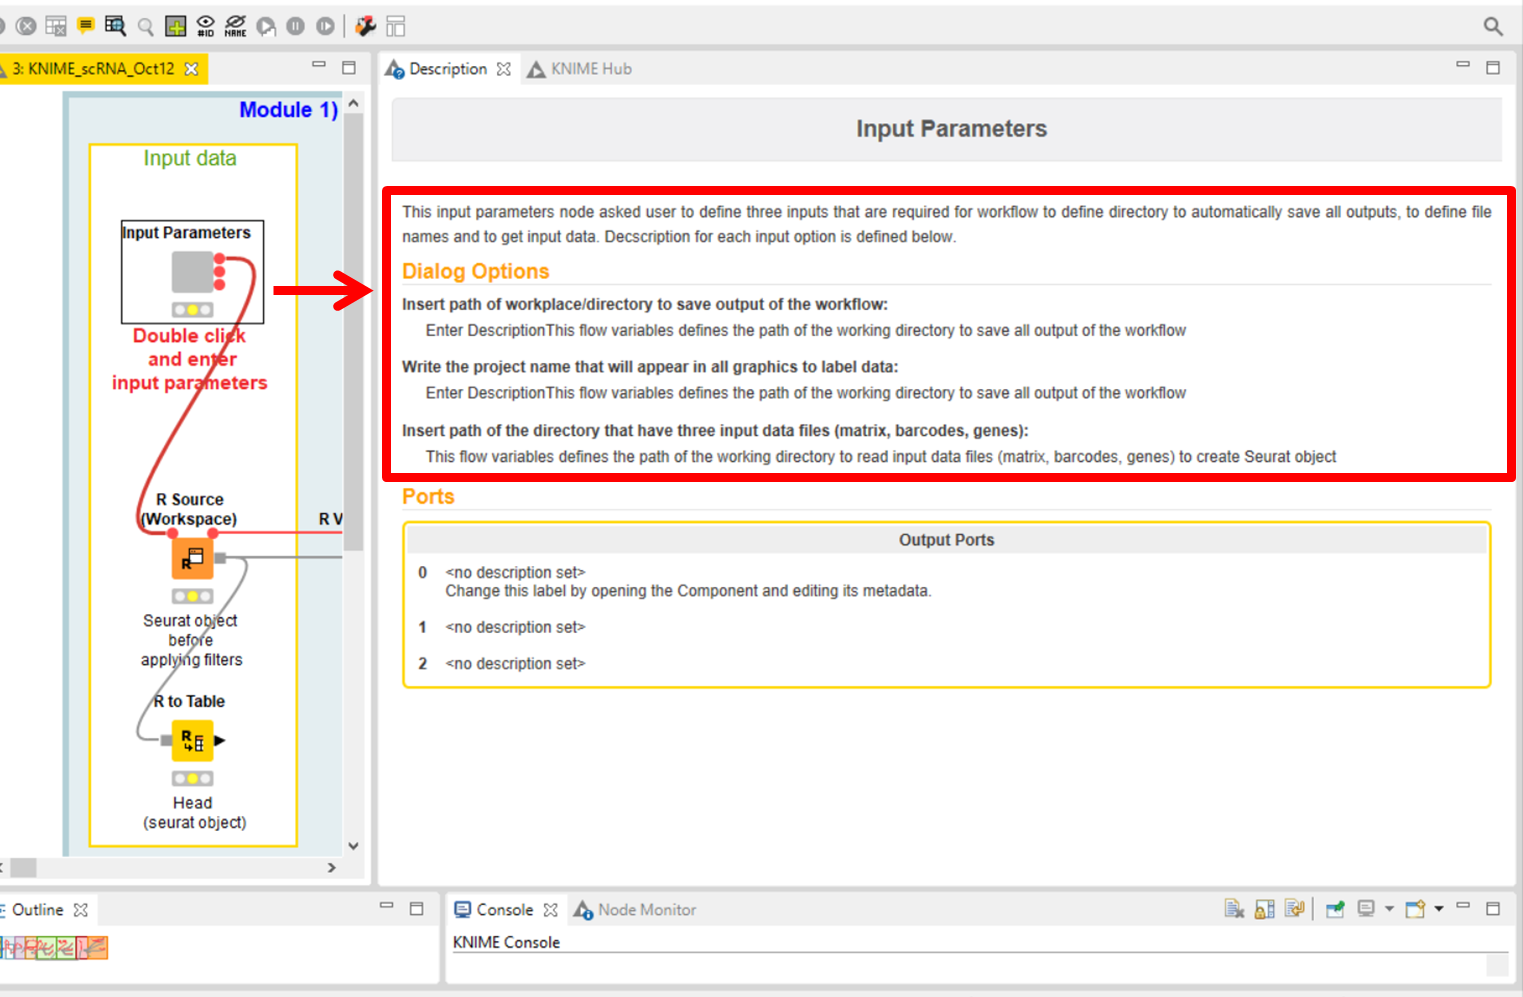 #ID
NAME
3: KNIME_scRNA_Oct12
Module 1)
Input data
Input Parameters
Double click
and enter
input parameters
R Source
(Workspace)
R V
R
Seurat object
before
applying filters
R to Table
R
Head
(seurat object)
Description
KNIME Hub
Input Parameters
This input parameters node asked user to define three inputs that are required for workflow to define directory to automatically save all outputs, to define file
names and to get input data. Decscription for each input option is defined below.
Dialog Options
Insert path of workplace/directory to save output of the workflow:
Enter DescriptionThis flow variables defines the path of the working directory to save all output of the workflow
Write the project name that will appear in all graphics to label data:
Enter DescriptionThis flow variables defines the path of the working directory to save all output of the workflow
Insert path of the directory that have three input data files (matrix, barcodes, genes):
This flow variables defines the path of the working directory to read input data files (matrix, barcodes, genes) to create Seurat object
Ports
Output Ports
0 <no description set>
Change this label by opening the Component and editing its metadata.
1 <no description set>
2 <no description set>
Outline
Console
Node Monitor
KNIME Console